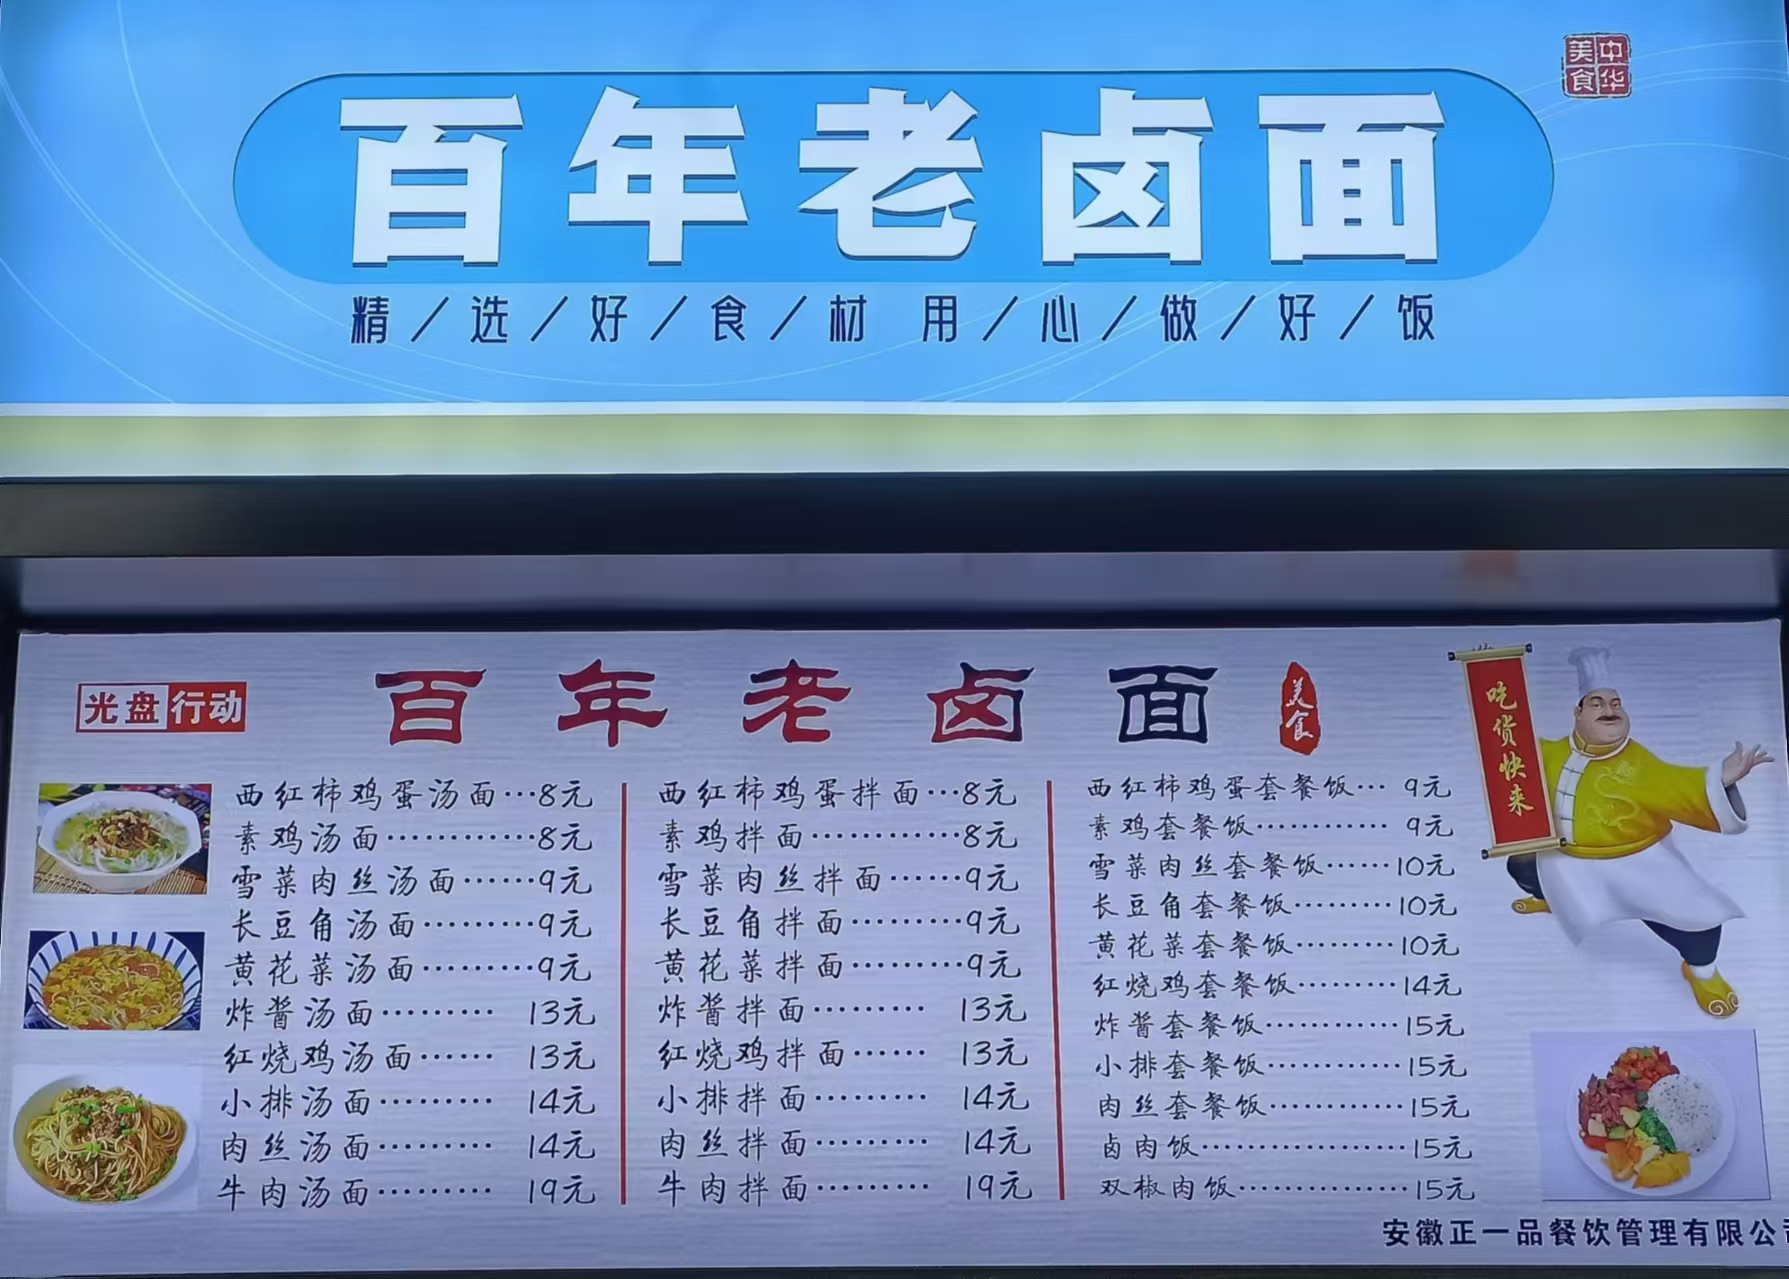 中华
美食
百年老卤面
精/选/好/食/材 用/心/做/好/饭
光盘行动
百年老卤面
美食
吃货快来
西红柿鸡蛋汤面…8元
素鸡汤面…………8元
雪菜肉丝汤面……9元
长豆角汤面………9元
黄花菜汤面………9元
炸酱汤面……… 13元
红烧鸡汤面…… 13元
小排汤面……… 14元
肉丝汤面……… 14元
牛肉汤面……… 19元
西红柿鸡蛋拌面…8元
素鸡拌面…………8元
雪菜肉丝拌面……9元
长豆角拌面………9元
黄花菜拌面………9元
炸酱拌面……… 13元
红烧鸡拌面…… 13元
小排拌面……… 14元
肉丝拌面……… 14元
牛肉拌面……… 19元
西红柿鸡蛋套餐饭… 9元
素鸡套餐饭………… 9元
雪菜肉丝套餐饭……10元
长豆角套餐饭………10元
黄花菜套餐饭………10元
红烧鸡套餐饭………14元
炸酱套餐饭…………15元
小排套餐饭…………15元
肉丝套餐饭…………15元
卤肉饭………………15元
双椒肉饭……………15元
安徽正一品餐饮管理有限公司